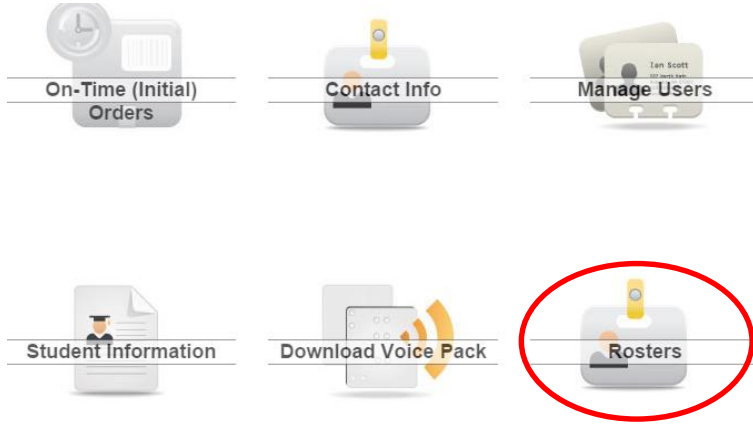 On-Time (Initial)
Orders
Contact Info
Ian Scott
Manage Users
Student Information
Download Voice Pack
Rosters